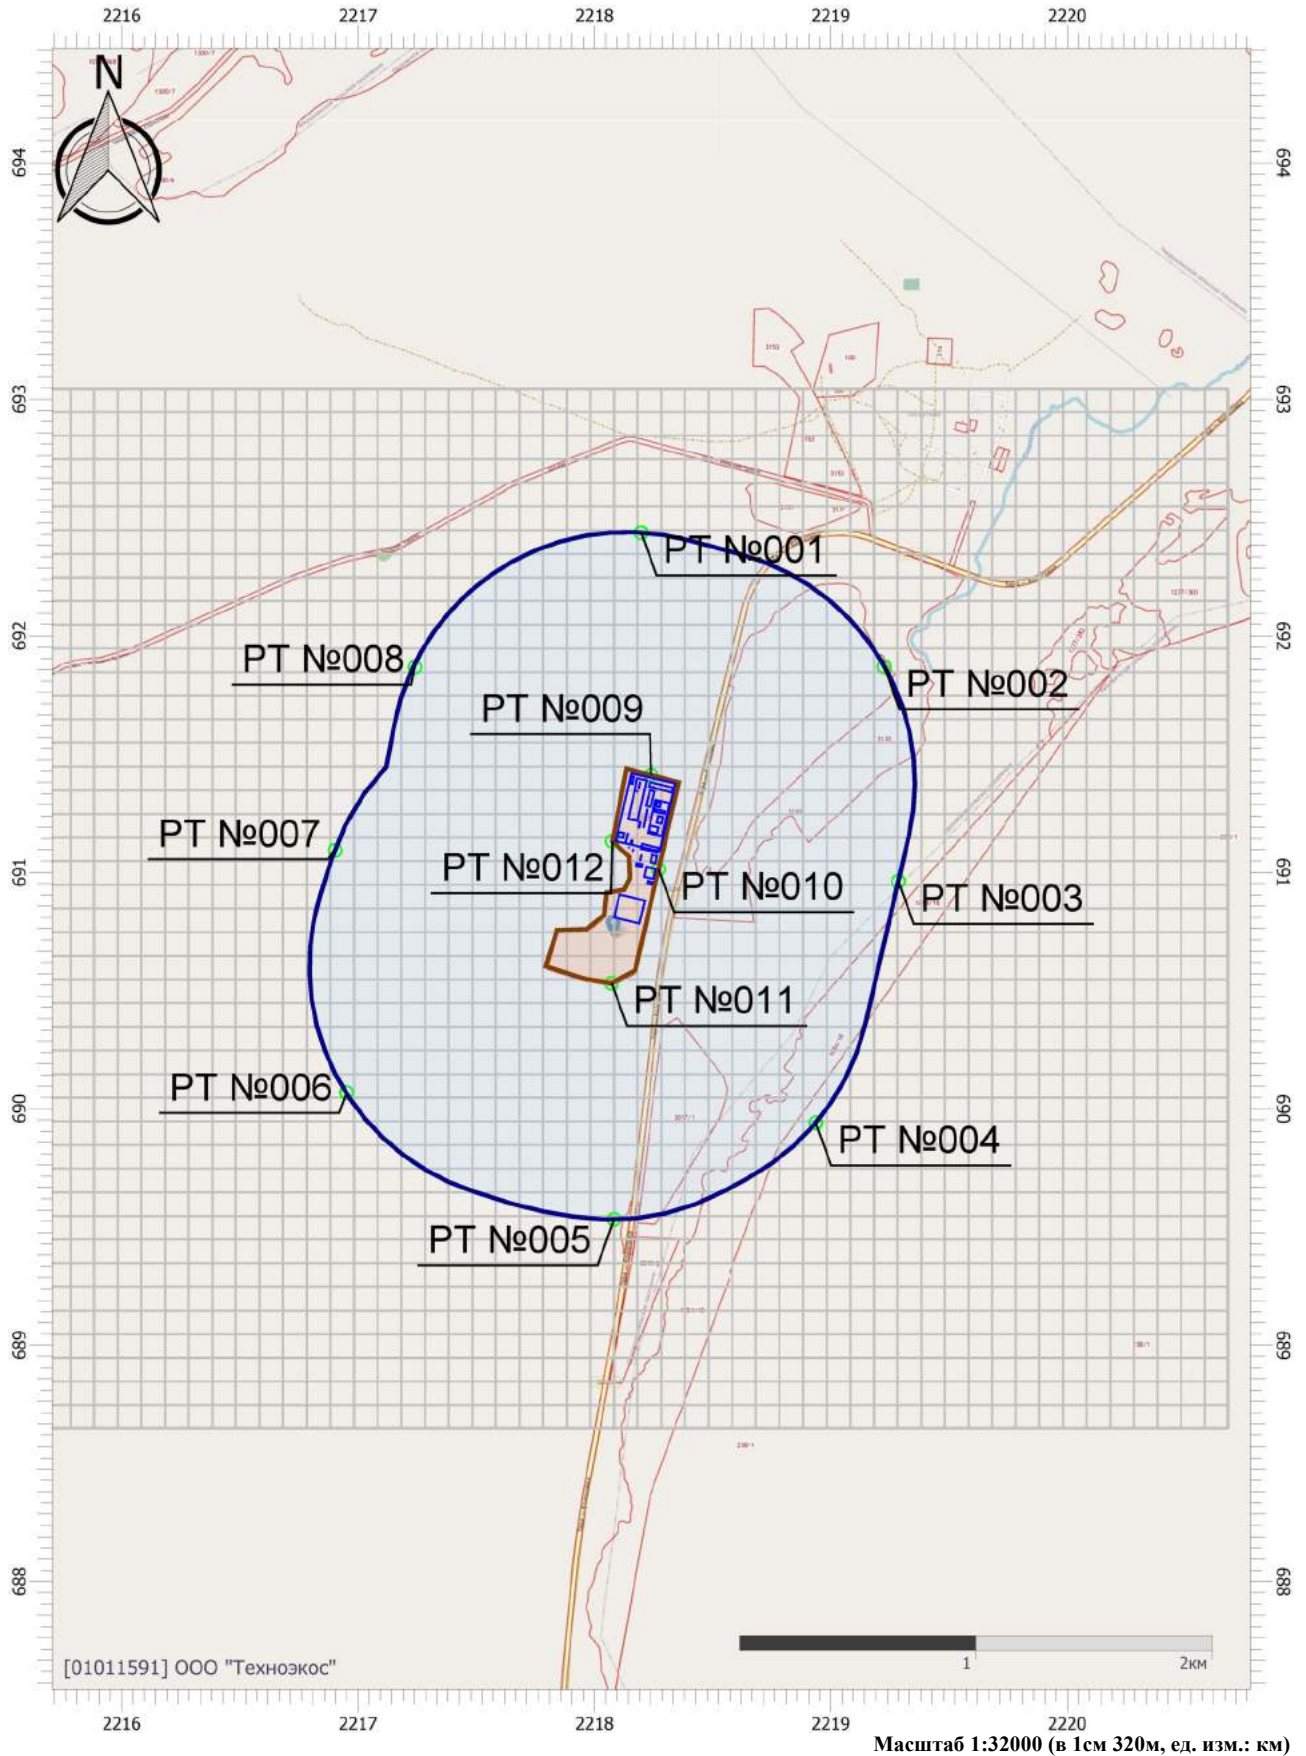 2216 2217 2218 2219 2220
N
694 694
693 693
3153
100
3153
РТ №001
692 692
РТ №008
РТ №002
РТ №009
РТ №007
691 691
РТ №012
РТ №010
РТ №003
РТ №011
РТ №006
690 690
РТ №004
РТ №005
689 689
688 688
[01011591] ООО "Техноэкос"
1 2км
2216 2217 2218 2219 2220
Масштаб 1:32000 (в 1см 320м, ед. изм.: км)